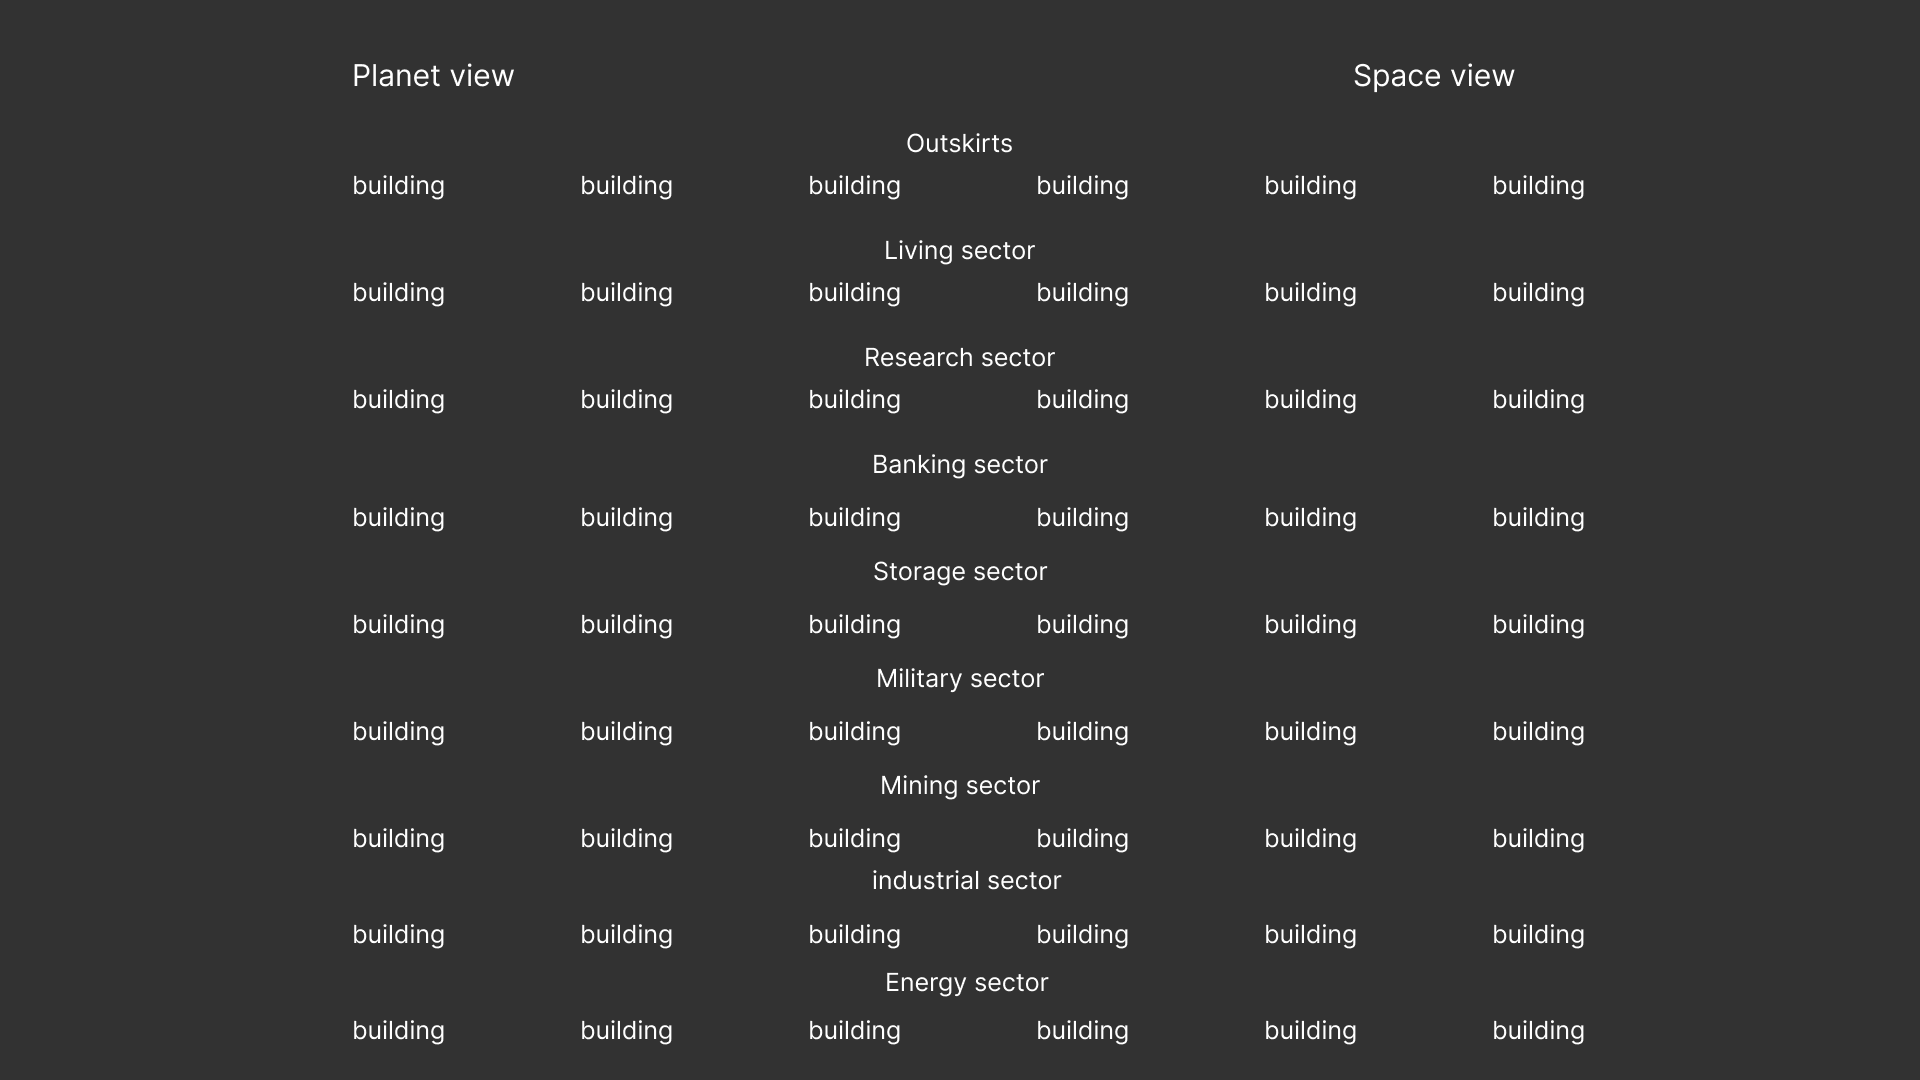 Planet view Space view
Outskirts
building building building building building building
Living sector
building building building building building building
Research sector
building building building building building building
Banking sector
building building building building building building
Storage sector
building building building building building building
Military sector
building building building building building building
Mining sector
building building building building building building
industrial sector
building building building building building building
Energy sector
building building building building building building